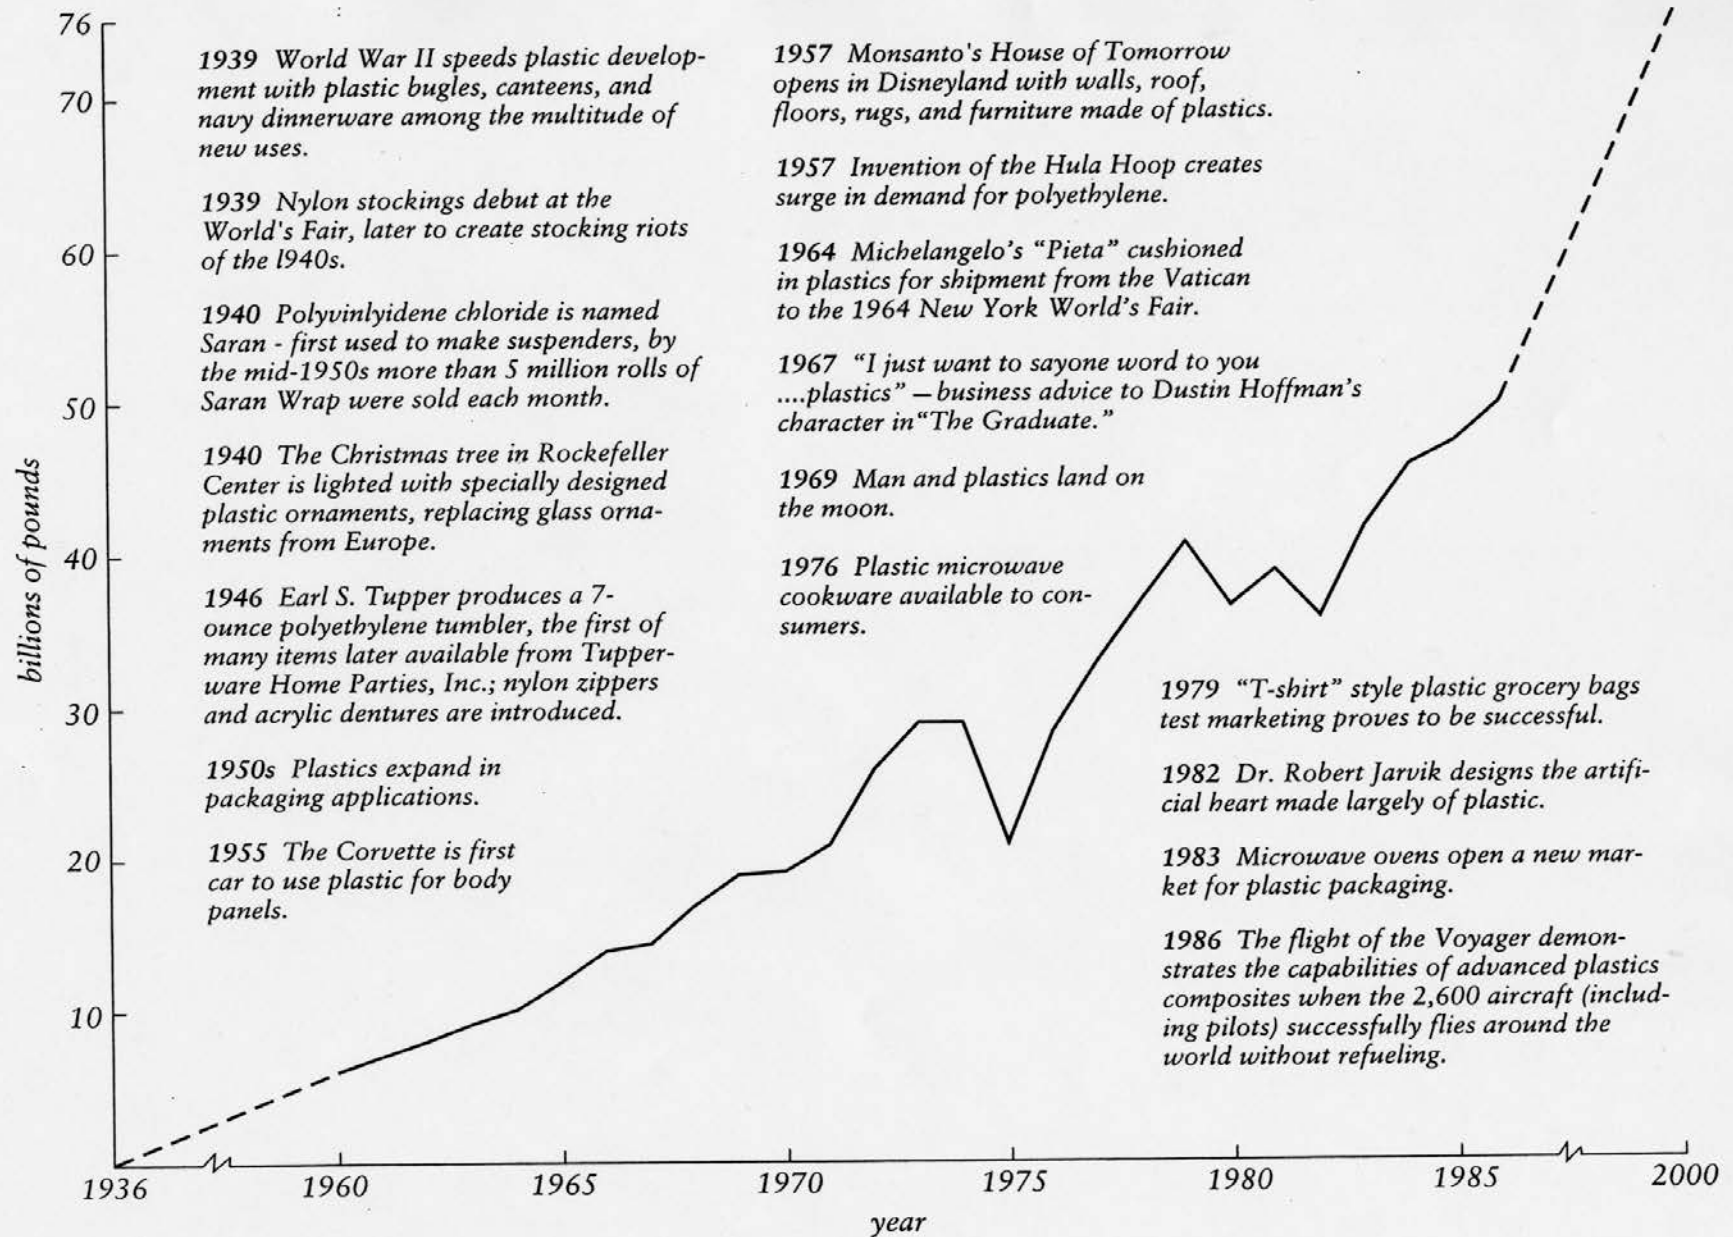 76
70
60
50
40
30
20
10
billions of pounds
1939 World War II speeds plastic develop-
ment with plastic bugles, canteens, and
navy dinnerware among the multitude of
new uses.
1939 Nylon stockings debut at the
World's Fair, later to create stocking riots
of the 1940s.
1940 Polyvinlyidene chloride is named
Saran - first used to make suspenders, by
the mid-1950s more than 5 million rolls of
Saran Wrap were sold each month.
1940 The Christmas tree in Rockefeller
Center is lighted with specially designed
plastic ornaments, replacing glass orna-
ments from Europe.
1946 Earl S. Tupper produces a 7-
ounce polyethylene tumbler, the first of
many items later available from Tupper-
ware Home Parties, Inc.; nylon zippers
and acrylic dentures are introduced.
1950s Plastics expand in
packaging applications.
1955 The Corvette is first
car to use plastic for body
panels.
1957 Monsanto's House of Tomorrow
opens in Disneyland with walls, roof,
floors, rugs, and furniture made of plastics.
1957 Invention of the Hula Hoop creates
surge in demand for polyethylene.
1964 Michelangelo's "Pieta" cushioned
in plastics for shipment from the Vatican
to the 1964 New York World's Fair.
1967 "I just want to sayone word to you
....plastics" — business advice to Dustin Hoffman's
character in "The Graduate."
1969 Man and plastics land on
the moon.
1976 Plastic microwave
cookware available to con-
sumers.
1979 "T-shirt" style plastic grocery bags
test marketing proves to be successful.
1982 Dr. Robert Jarvik designs the artifi-
cial heart made largely of plastic.
1983 Microwave ovens open a new mar-
ket for plastic packaging.
1986 The flight of the Voyager demon-
strates the capabilities of advanced plastics
composites when the 2,600 aircraft (includ-
ing pilots) successfully flies around the
world without refueling.
1936 1960 1965 1970 1975 1980 1985 2000
year